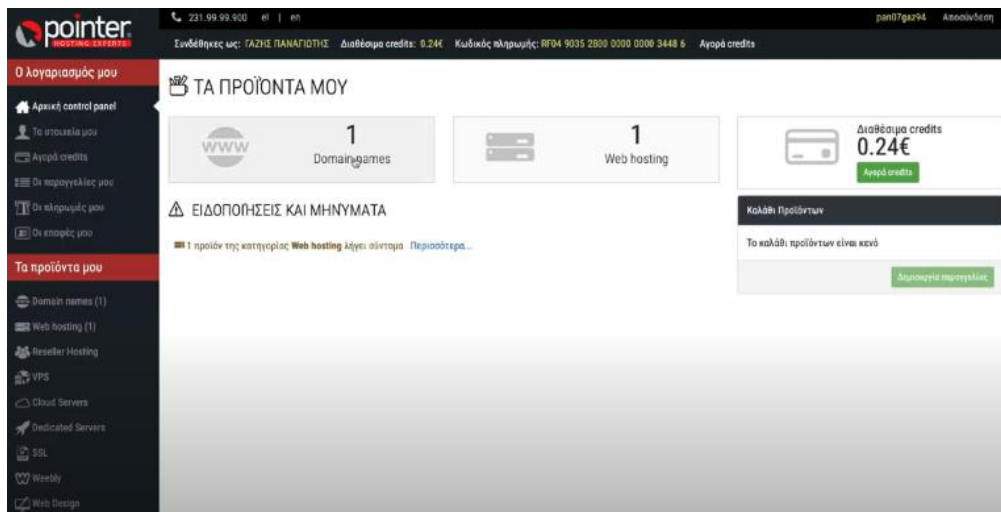 pointer
HOSTING EXPERTS
231.99.99.900 el | en
pan07gaz94 Αποσύνδεση
Συνδέθηκες ως: ΓΑΖΗΣ ΠΑΝΑΓΙΩΤΗΣ Διαθέσιμα credits: 0.24€ Κωδικός πληρωμής: RF04 9035 2800 0000 0000 3448 6 Αγορά credits
Ο λογαριασμός μου
Αρχική control panel
Τα στοιχεία μου
Αγορά credits
Οι παραγγελίες μου
Οι πληρωμές μου
Οι επαφές μου
Τα προϊόντα μου
Domain names (1)
Web hosting (1)
Reseller Hosting
VPS
Cloud Servers
Dedicated Servers
SSL
Weebly
Web Design
ΤΑ ΠΡΟΪΌΝΤΑ ΜΟΥ
www
1
Domain names
1
Web hosting
Διαθέσιμα credits
0.24€
Αγορά credits
ΕΙΔΟΠΟΙΉΣΕΙΣ ΚΑΙ ΜΗΝΎΜΑΤΑ
1 προϊόν της κατηγορίας Web hosting λήγει σύντομα Περισσότερα...
Καλάθι Προϊόντων
Το καλάθι προϊόντων είναι κενό
Δημιουργία παραγγελίας